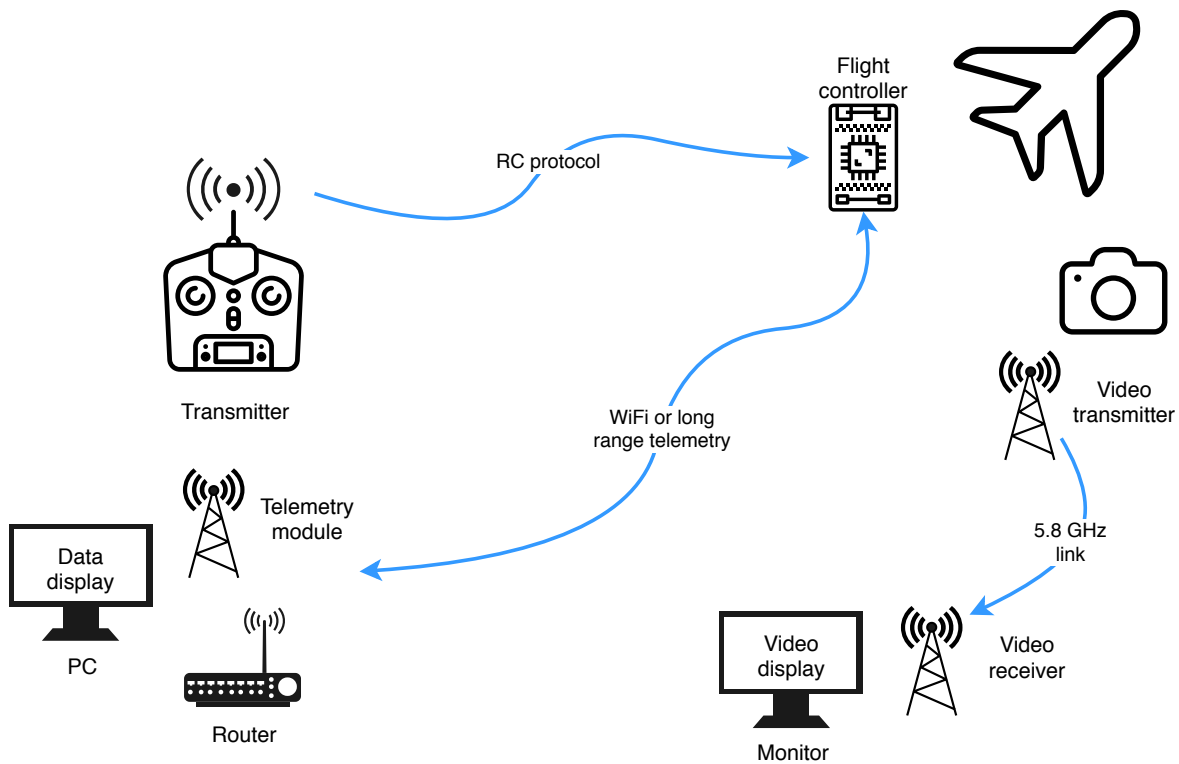 Flight
controller
RC protocol
Transmitter
WiFi or long
range telemetry
Video
transmitter
Telemetry
module
Data
display
PC
5.8 GHz
link
Router
Video
display
Monitor
Video
receiver